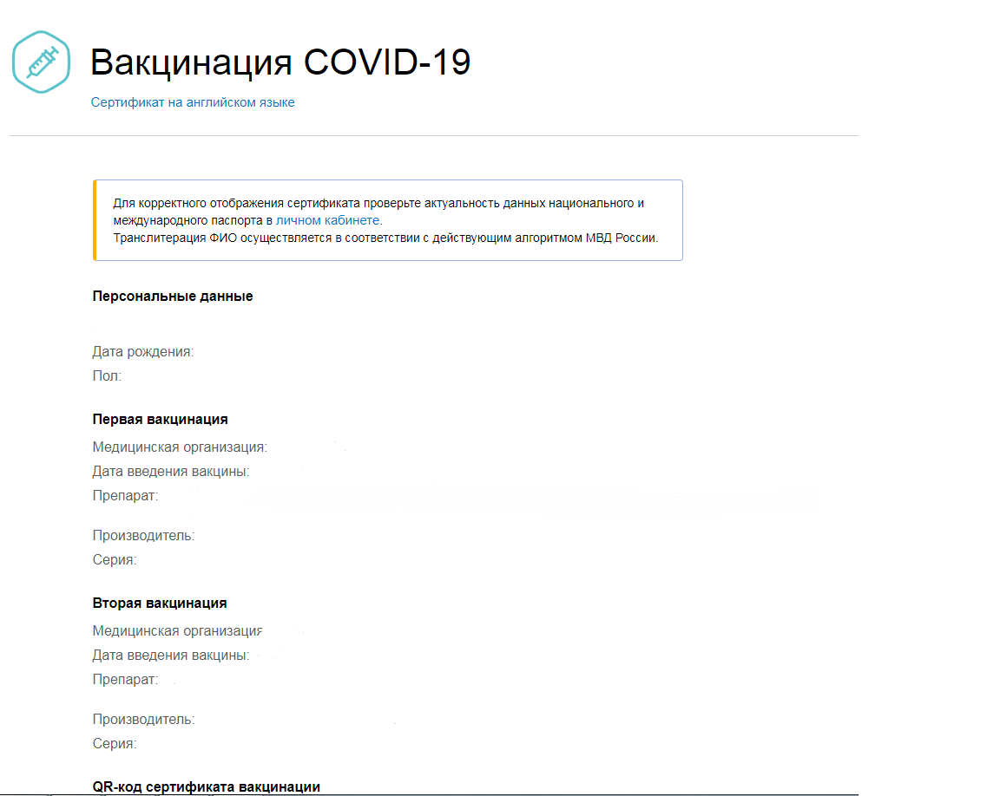 Вакцинация COVID-19
Сертификат на английском языке
Для корректного отображения сертификата проверьте актуальность данных национального и
международного паспорта в личном кабинете.
Транслитерация ФИО осуществляется в соответствии с действующим алгоритмом МВД России.
Персональные данные
Дата рождения:
Пол:
Первая вакцинация
Медицинская организация:
Дата введения вакцины:
Препарат:
Производитель:
Серия:
Вторая вакцинация
Медицинская организация
Дата введения вакцины:
Препарат:
Производитель:
Серия:
QR-код сертификата вакцинации